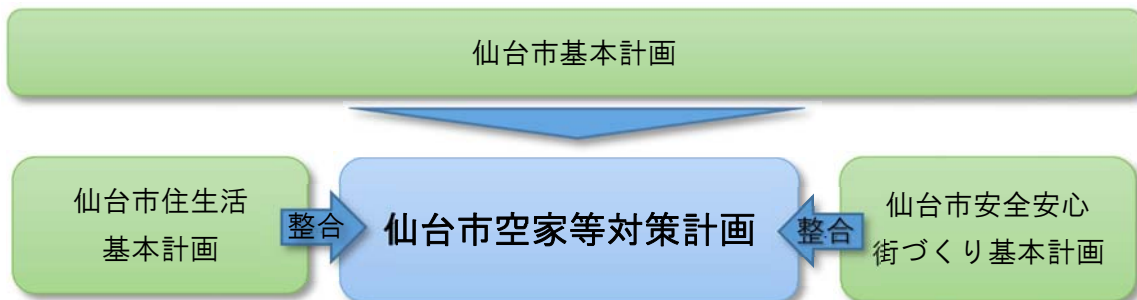 仙台市基本計画
仙台市住生活
基本計画
整合
仙台市空家等対策計画
整合
仙台市安全安心
街づくり基本計画